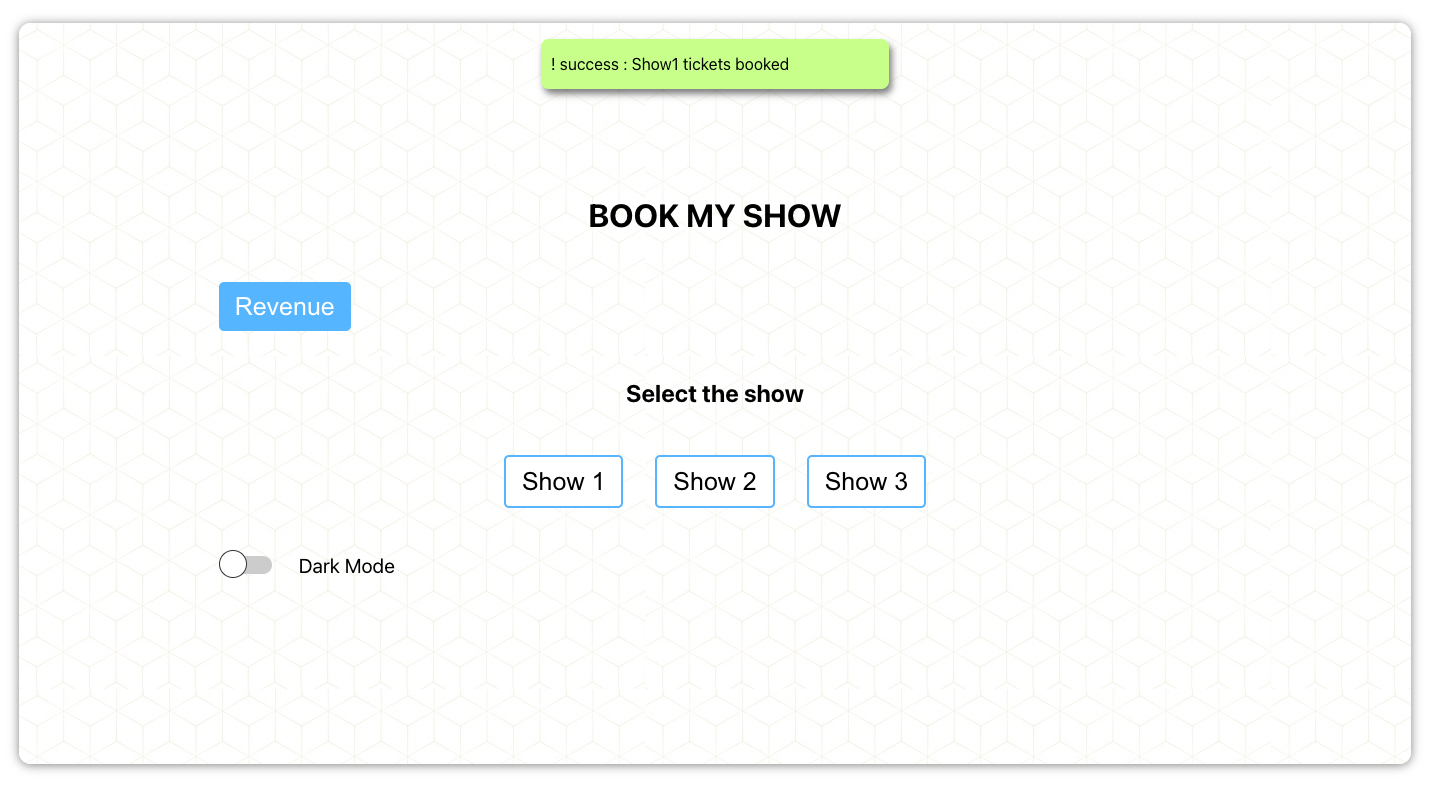 ! success : Show1 tickets booked
BOOK MY SHOW
Revenue
Select the show
Show 1 Show 2 Show 3
Dark Mode